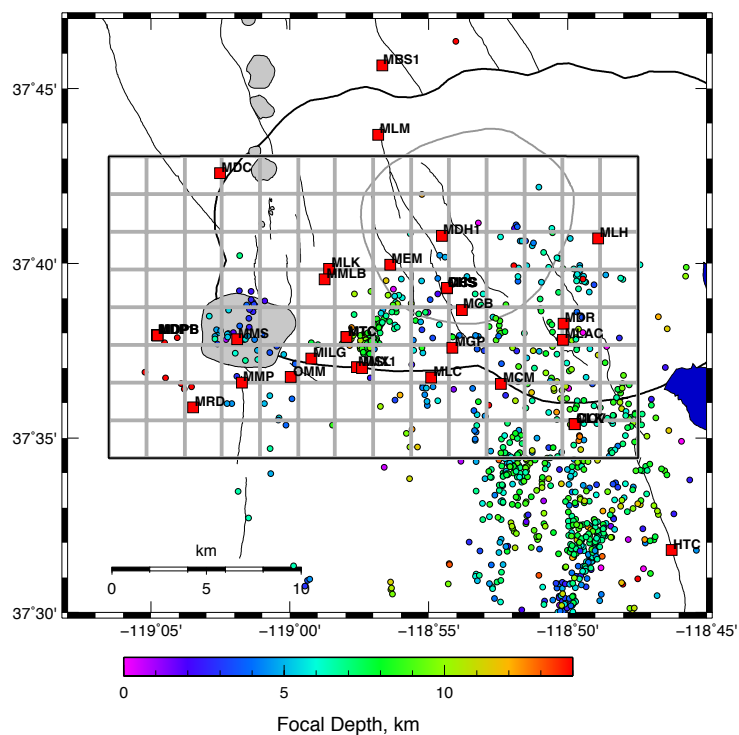 MBS1
37°45'
MLM
MDC
MDH1
MLH
37°40'
MLK
MEM
MMLB
MCB
MDR
MMS
MTC
MGP
MLAC
MILG
OMM
MLC
MMP
MCM
MRD
37°35'
HTC
km
0 5 10
37°30'
−119°05' −119°00' −118°55' −118°50' −118°45'
0 5 10
Focal Depth, km